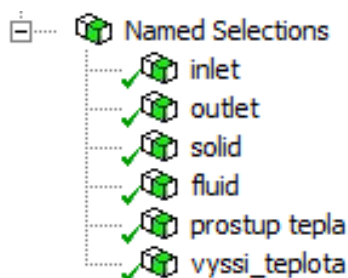 Named Selections
inlet
outlet
solid
fluid
prostup tepla
vyssi_teplota